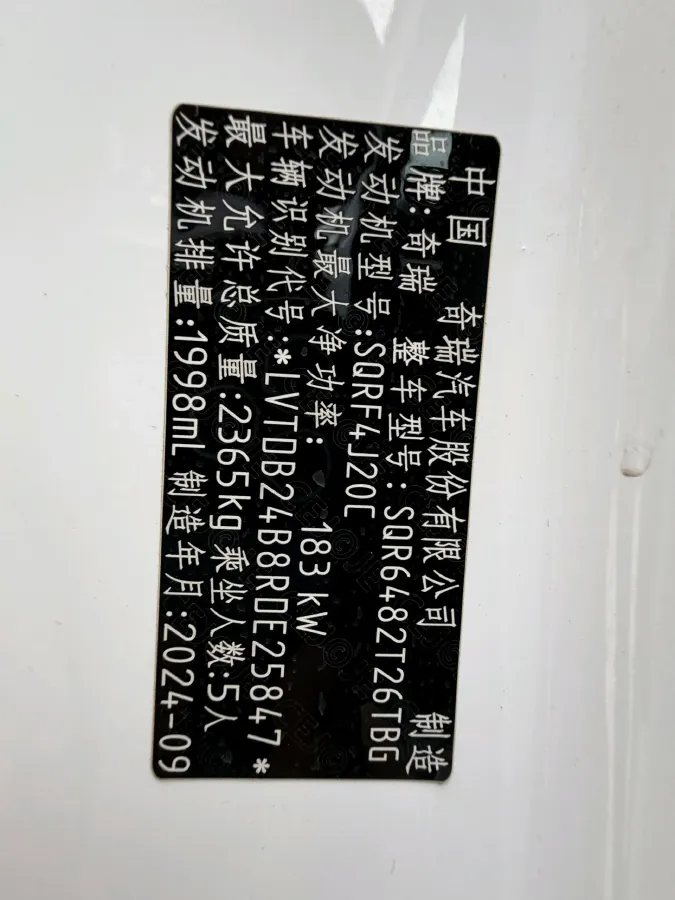 中国 奇瑞汽车股份有限公司 制造
品牌:奇瑞 整车型号:SQR6482T26TBG
发动机型号:SQRF4J20C
发动机最大净功率: 183 kW
车辆识别代号:*LVTDB24B8RDE25847*
最大允许总质量:2365kg 乘坐人数:5人
发动机排量:1998mL 制造年月:2024-09